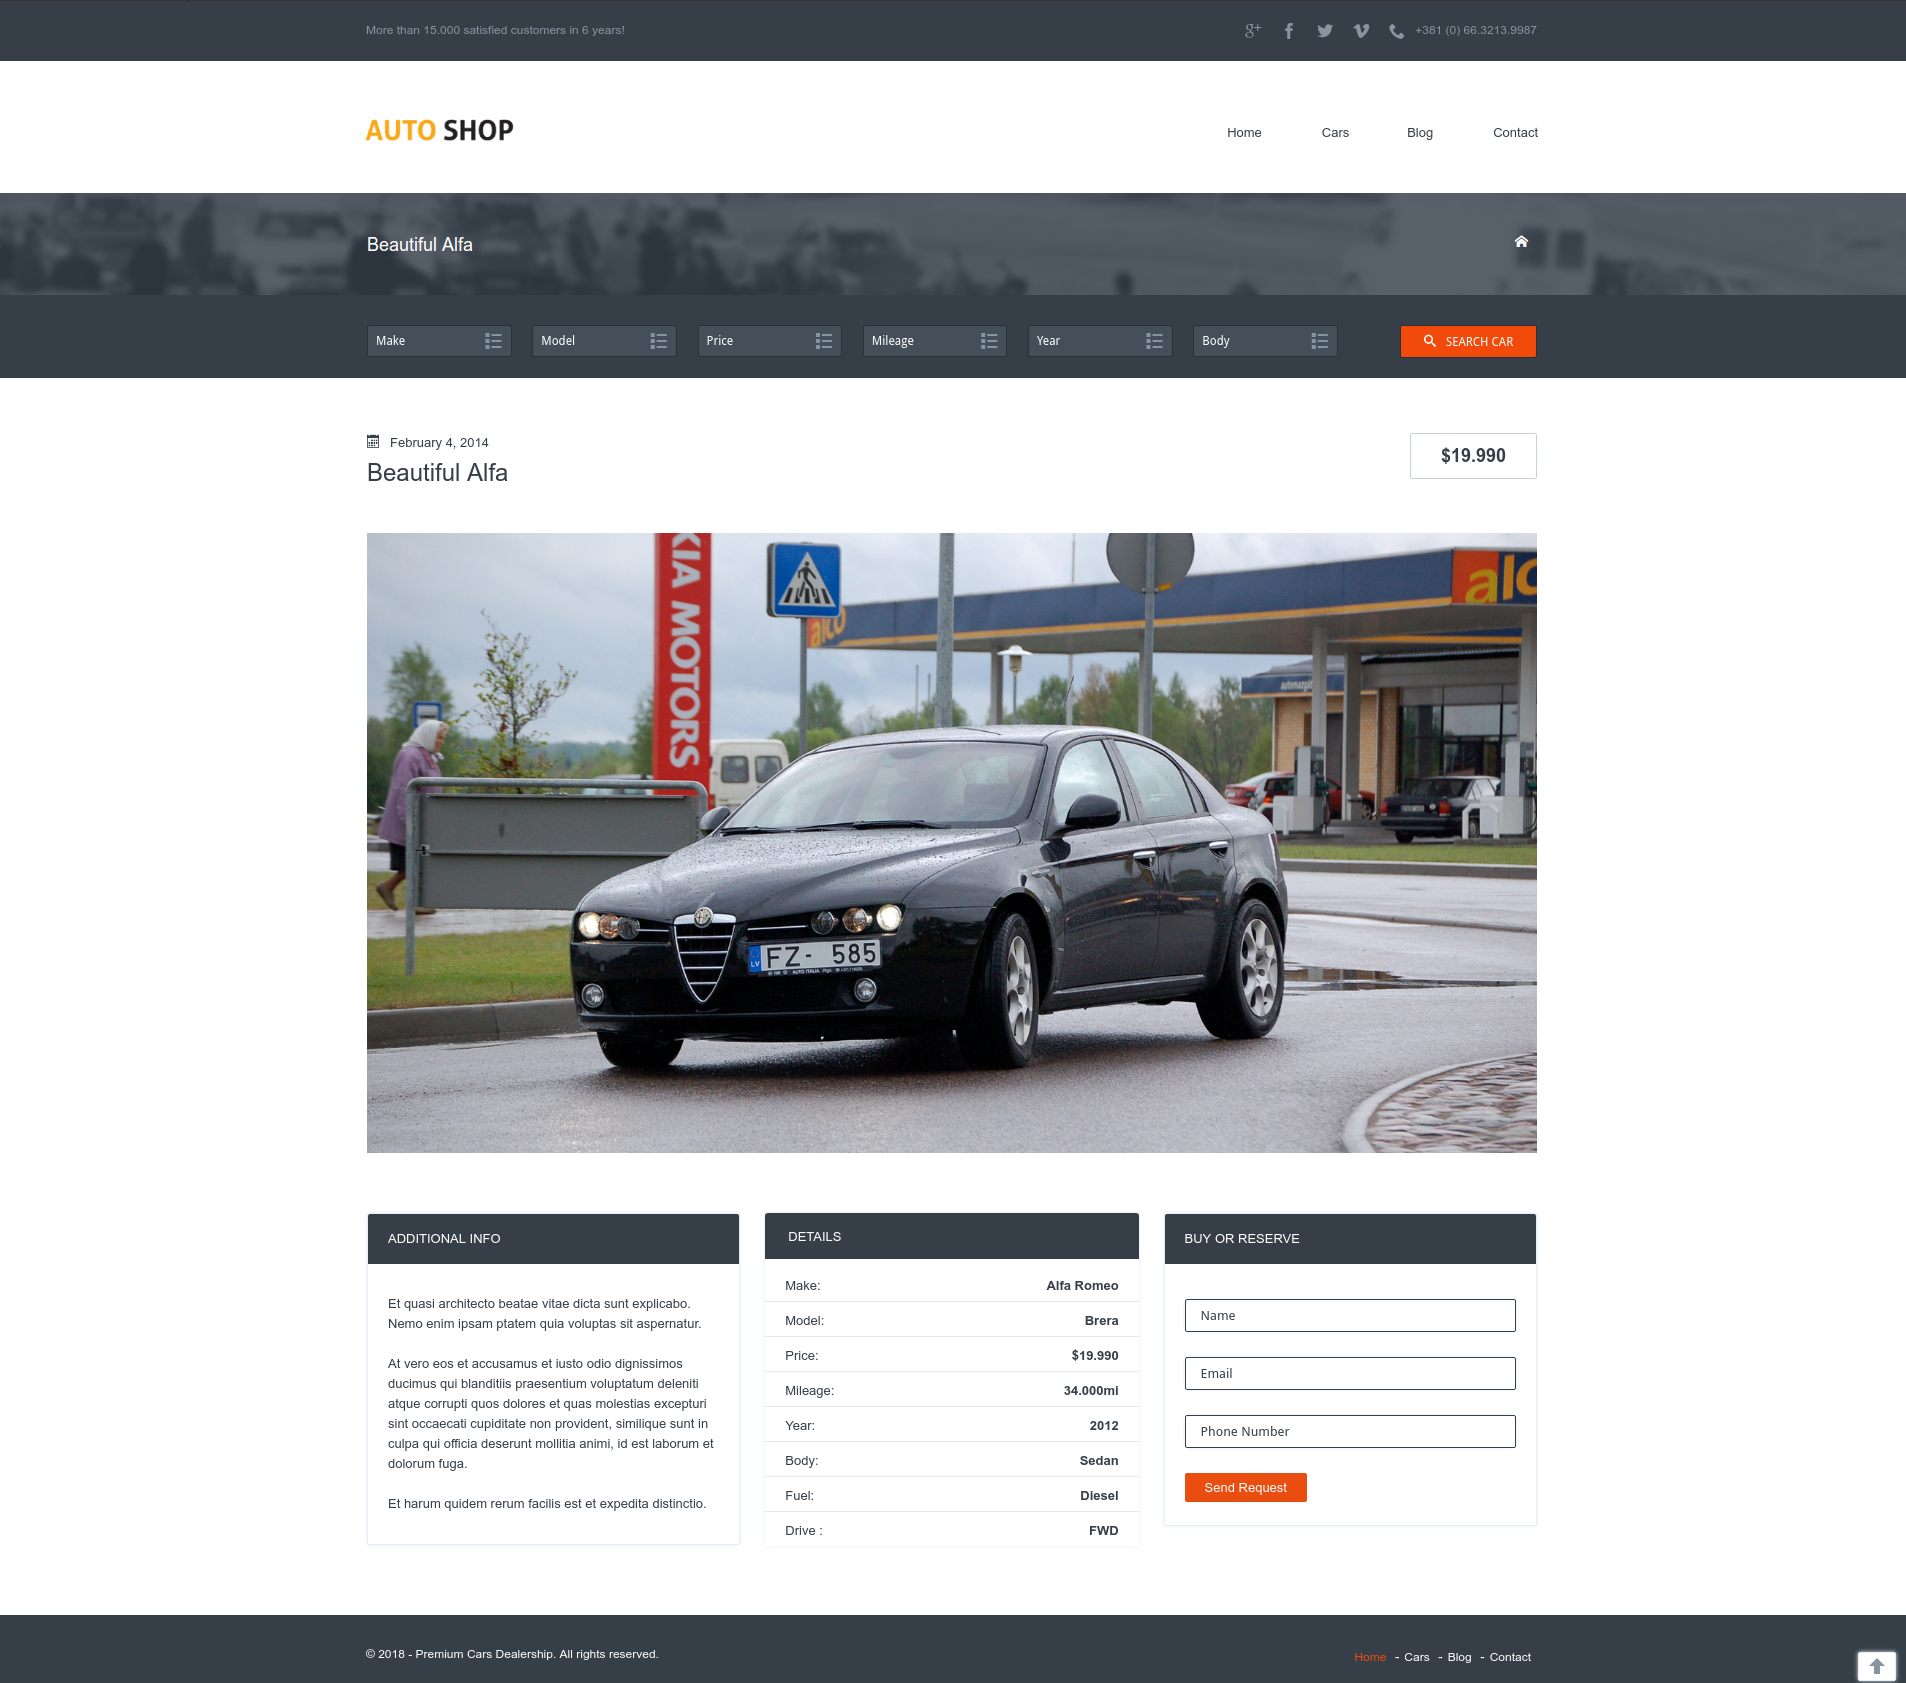 More than 15.000 satisfied customers in 6 years!
+381 (0) 66.3213.9987
AUTO SHOP
Home Cars Blog Contact
Beautiful Alfa
Make Model Price Mileage Year Body SEARCH CAR
February 4, 2014
Beautiful Alfa
$19.990
KIA MOTORS
alco
alc
FZ- 585
LV
AUTO ITALIA
ADDITIONAL INFO
Et quasi architecto beatae vitae dicta sunt explicabo.
Nemo enim ipsam ptatem quia voluptas sit aspernatur.
At vero eos et accusamus et iusto odio dignissimos
ducimus qui blanditiis praesentium voluptatum deleniti
atque corrupti quos dolores et quas molestias excepturi
sint occaecati cupiditate non provident, similique sunt in
culpa qui officia deserunt mollitia animi, id est laborum et
dolorum fuga.
Et harum quidem rerum facilis est et expedita distinctio.
DETAILS
Make: Alfa Romeo
Model: Brera
Price: $19.990
Mileage: 34.000mi
Year: 2012
Body: Sedan
Fuel: Diesel
Drive : FWD
BUY OR RESERVE
Name
Email
Phone Number
Send Request
© 2018 - Premium Cars Dealership. All rights reserved.
Home - Cars - Blog - Contact